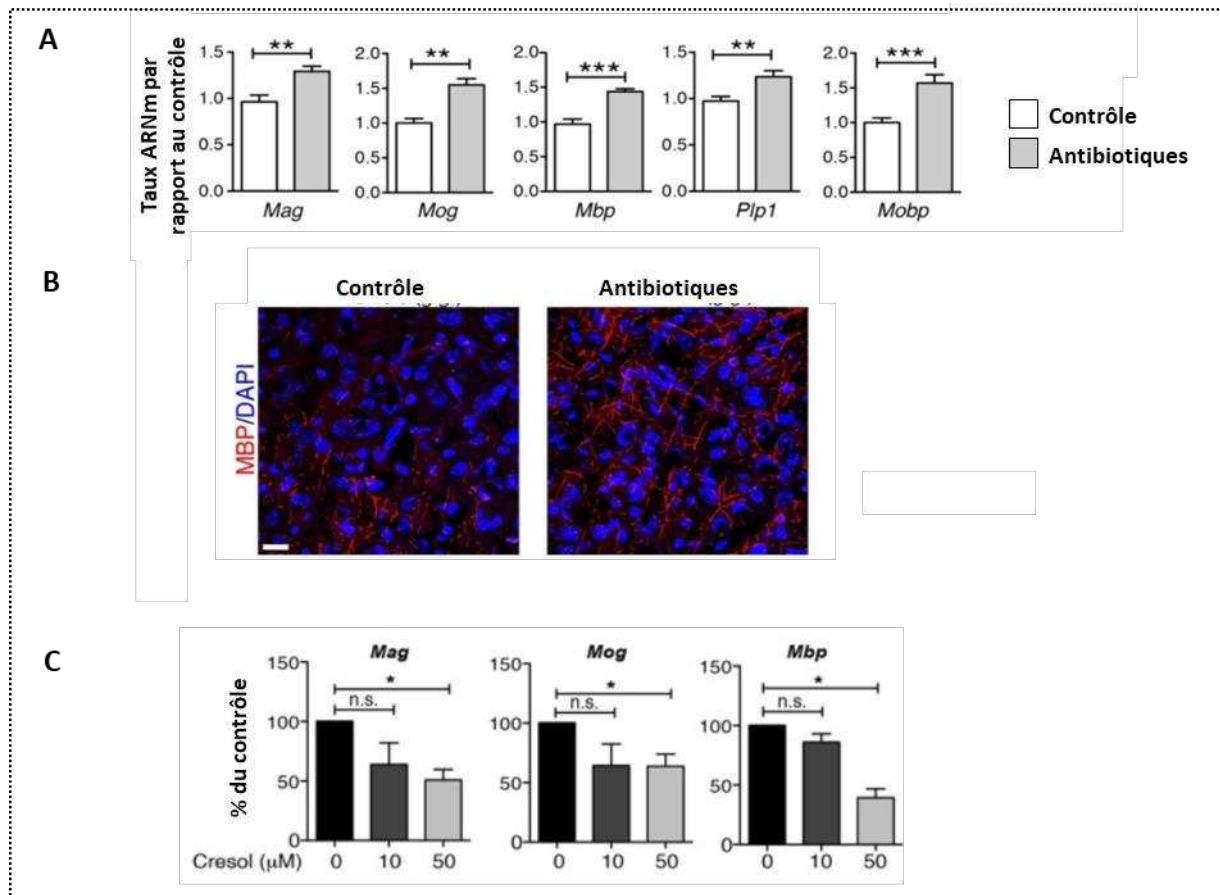 A
Taux ARNm par
rapport au contrôle
1.5
1.0
0.5
0.0
**
Mag
2.0
1.5
1.0
0.5
0.0
**
Mog
2.0
1.5
1.0
0.5
0.0
***
Mbp
1.5
1.0
0.5
0.0
**
Plp1
2.0
1.5
1.0
0.5
0.0
***
Mobp
Contrôle
Antibiotiques
B
Contrôle
Antibiotiques
MBP/DAPI
C
% du contrôle
Mag
150
100
50
0
*
n.s.
Mog
150
100
50
0
*
n.s.
Mbp
150
100
50
0
*
n.s.
Cresol (µM) 0 10 50 0 10 50 0 10 50